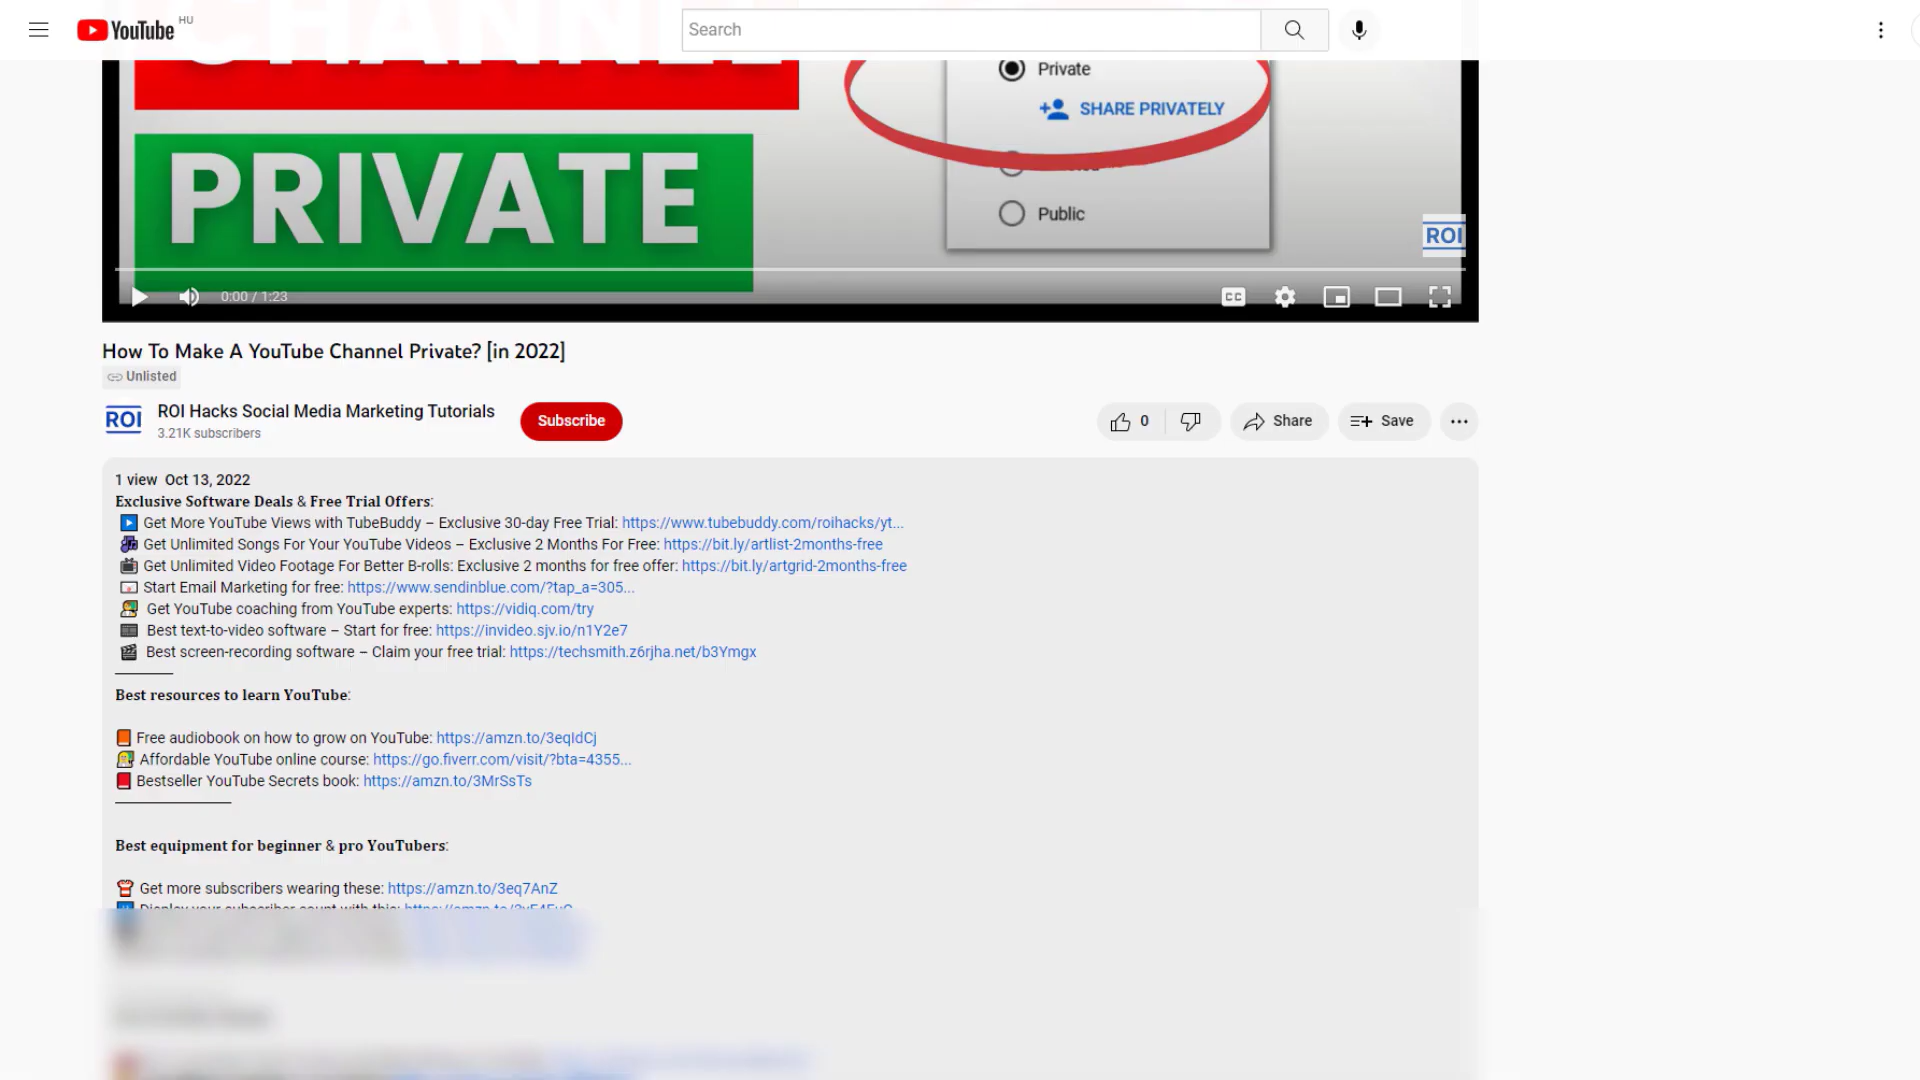 YouTube HU
Search
CHANNEL
Private
SHARE PRIVATELY
PRIVATE
Public
ROI
0:00 / 1:23
CC
How To Make A YouTube Channel Private? [in 2022]
Unlisted
ROI
ROI Hacks Social Media Marketing Tutorials
3.21K subscribers
Subscribe
0
Share
Save
1 view Oct 13, 2022
Exclusive Software Deals & Free Trial Offers:
Get More YouTube Views with TubeBuddy – Exclusive 30-day Free Trial: https://www.tubebuddy.com/roihacks/yt...
Get Unlimited Songs For Your YouTube Videos – Exclusive 2 Months For Free: https://bit.ly/artlist-2months-free
Get Unlimited Video Footage For Better B-rolls: Exclusive 2 months for free offer: https://bit.ly/artgrid-2months-free
Start Email Marketing for free: https://www.sendinblue.com/?tap_a=305...
Get YouTube coaching from YouTube experts: https://vidiq.com/try
Best text-to-video software – Start for free: https://invideo.sjv.io/n1Y2e7
Best screen-recording software – Claim your free trial: https://techsmith.z6rjha.net/b3Ymgx
Best resources to learn YouTube:
Free audiobook on how to grow on YouTube: https://amzn.to/3eqIdCj
Affordable YouTube online course: https://go.fiverr.com/visit/?bta=4355...
Bestseller YouTube Secrets book: https://amzn.to/3MrSsTs
Best equipment for beginner & pro YouTubers:
Get more subscribers wearing these: https://amzn.to/3eq7AnZ
Display your subscriber count with this: